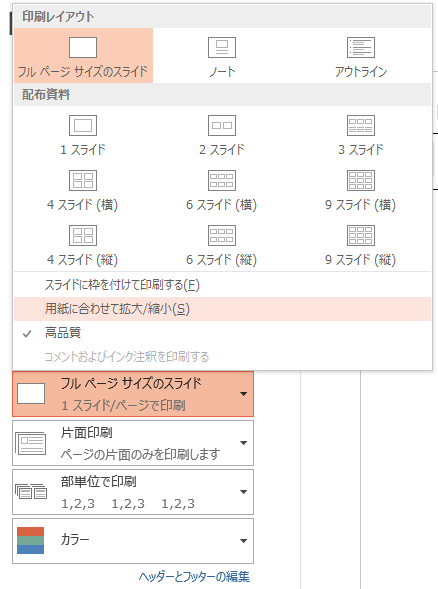 印刷レイアウト
フル ページ サイズのスライド
ノート
アウトライン
配布資料
1 スライド
2 スライド
3 スライド
4 スライド (横)
6 スライド (横)
9 スライド (横)
4 スライド (縦)
6 スライド (縦)
9 スライド (縦)
スライドに枠を付けて印刷する(F)
用紙に合わせて拡大/縮小(S)
高品質
コメントおよびインク注釈を印刷する
フル ページ サイズのスライド
1 スライド/ページで印刷
片面印刷
ページの片面のみを印刷します
部単位で印刷
1,2,3 1,2,3 1,2,3
カラー
ヘッダーとフッターの編集